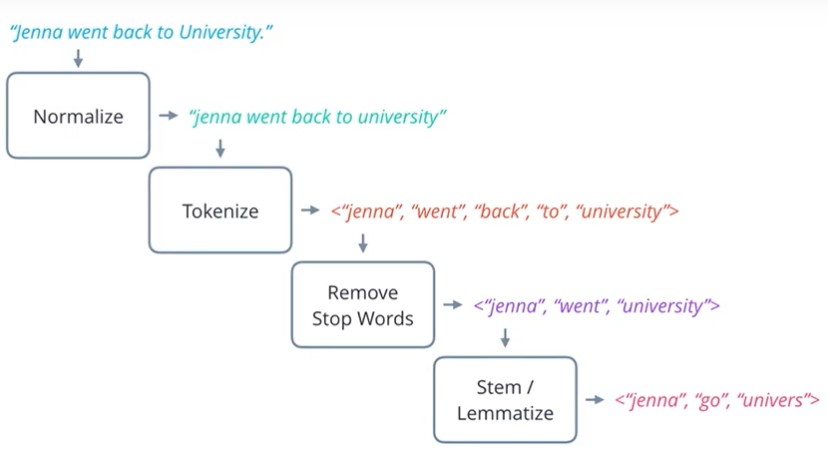 “Jenna went back to University.”
Normalize
“jenna went back to university”
Tokenize
<“jenna”, “went”, “back”, “to”, “university”>
Remove
Stop Words
<“jenna”, “went”, “university”>
Stem /
Lemmatize
<“jenna”, “go”, “univers”>